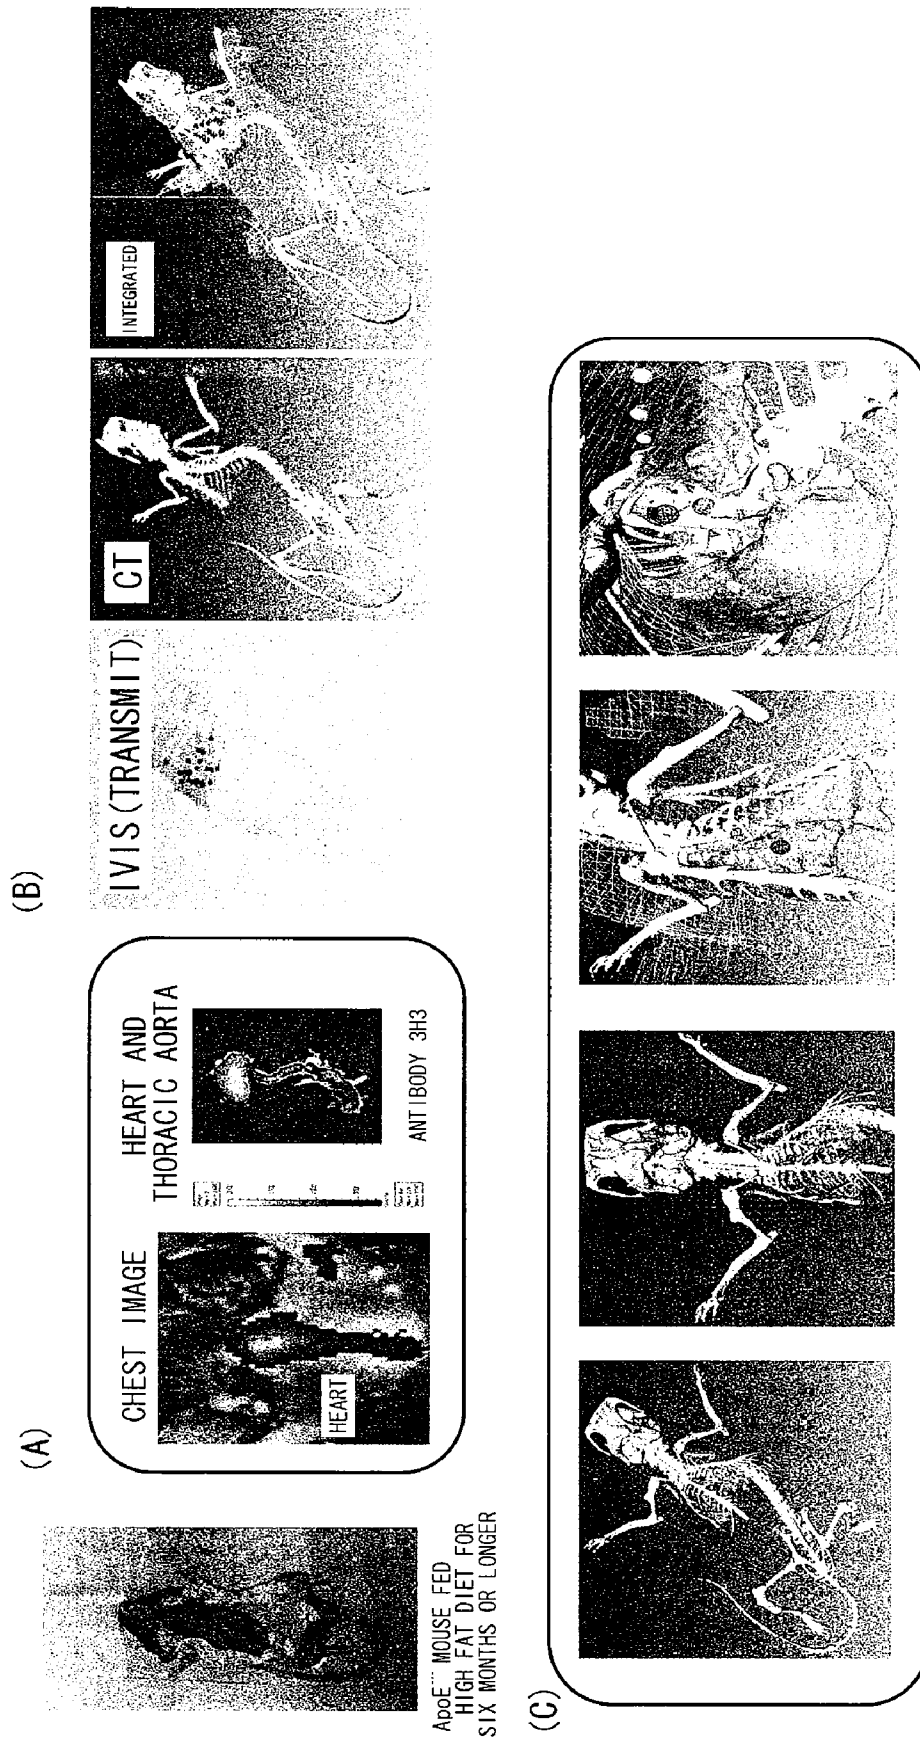 (A)
ApoE-/- MOUSE FED
HIGH FAT DIET FOR
SIX MONTHS OR LONGER
CHEST IMAGE
HEART
HEART AND
THORACIC AORTA
ANTIBODY 3H3
(B)
IVIS (TRANSMIT)
CT
INTEGRATED
(C)